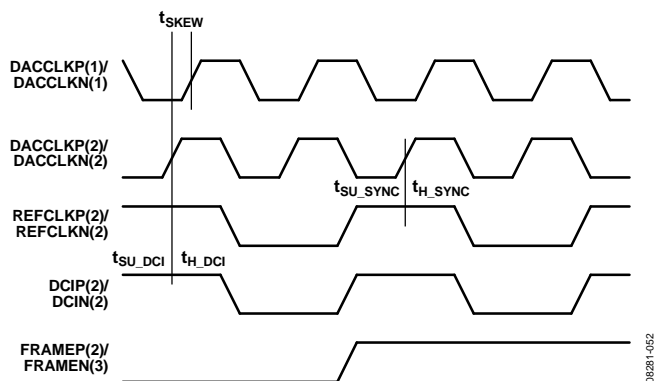 tSKEW
DACCLKP(1)/
DACCLKN(1)
DACCLKP(2)/
DACCLKN(2)
tSU_SYNC tH_SYNC
REFCLKP(2)/
REFCLKN(2)
tSU_DCI tH_DCI
DCIP(2)/
DCIN(2)
FRAMEP(2)/
FRAMEN(3)
08281-052